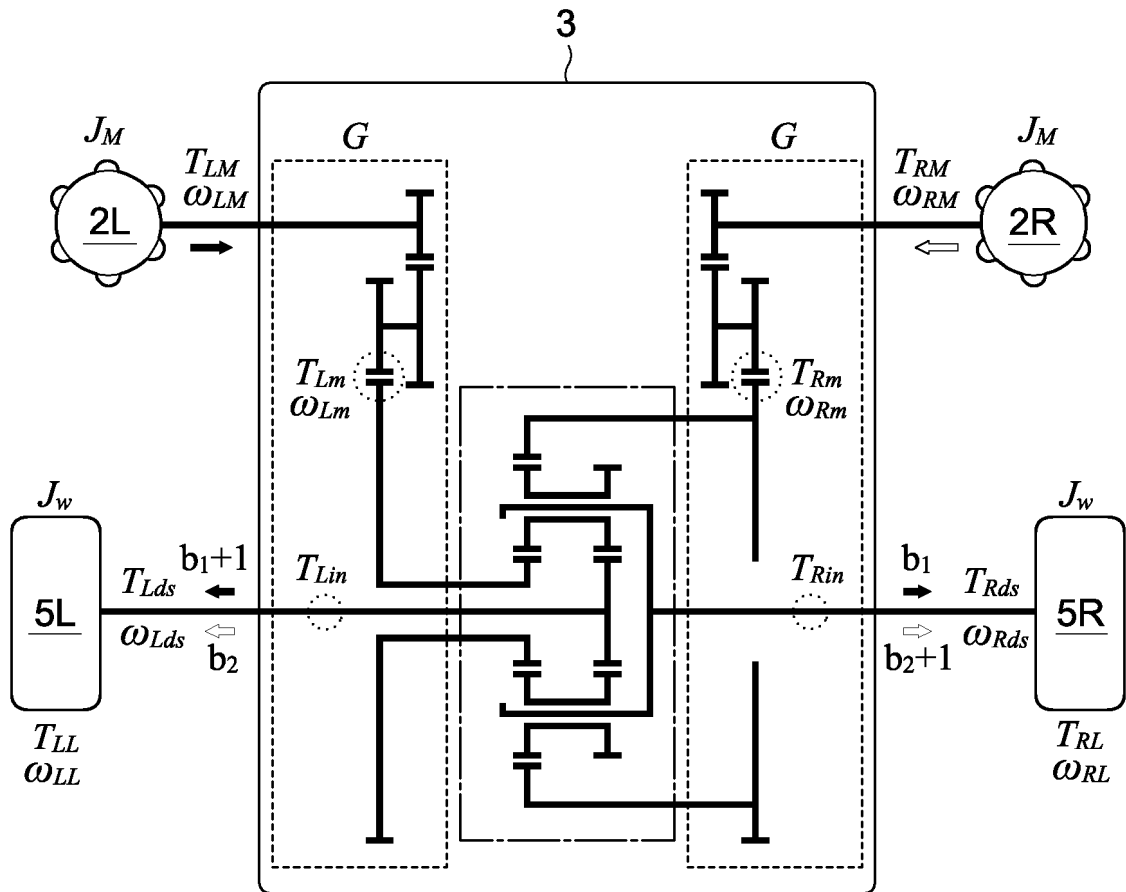 3
G
G
J_M
J_M
T_LM
ω_LM
T_RM
ω_RM
2L
2R
T_Lm
ω_Lm
T_Rm
ω_Rm
J_w
J_w
T_Lds
b₁+1
T_Lin
T_Rin
b₁
T_Rds
5L
5R
ω_Lds
b₂
b₂+1
ω_Rds
T_LL
ω_LL
T_RL
ω_RL